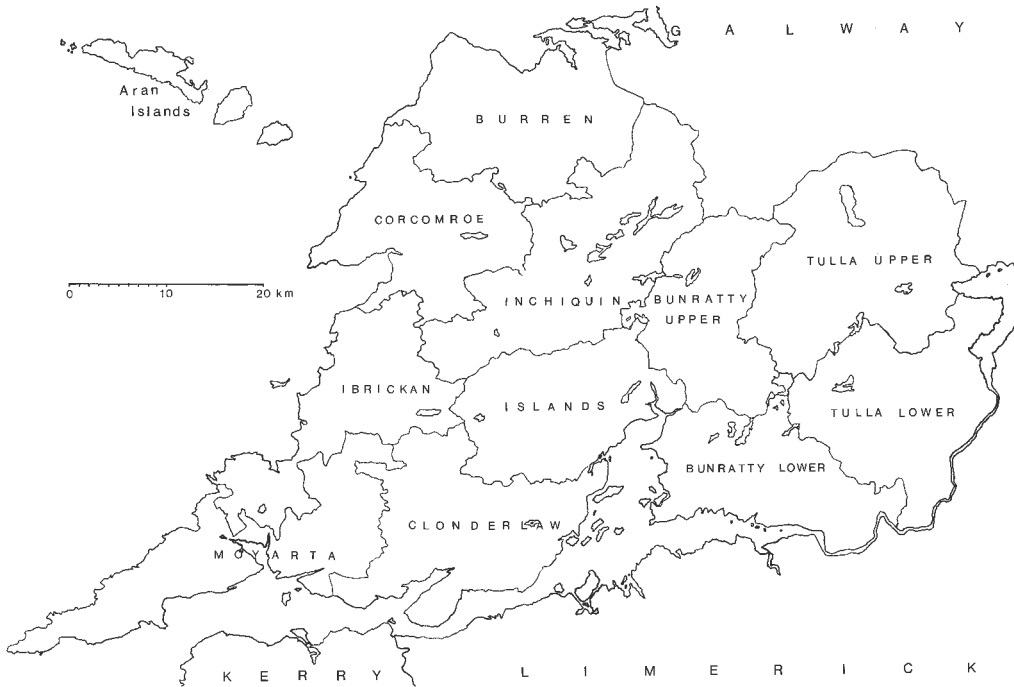 GALWAY
Aran
Islands
BURREN
CORCOMROE
TULLA UPPER
0 10 20 km
INCHIQUIN
BUNRATTY
UPPER
IBRICKAN
ISLANDS
TULLA LOWER
BUNRATTY LOWER
CLONDERLAW
MOYARTA
KERRY
LIMERICK